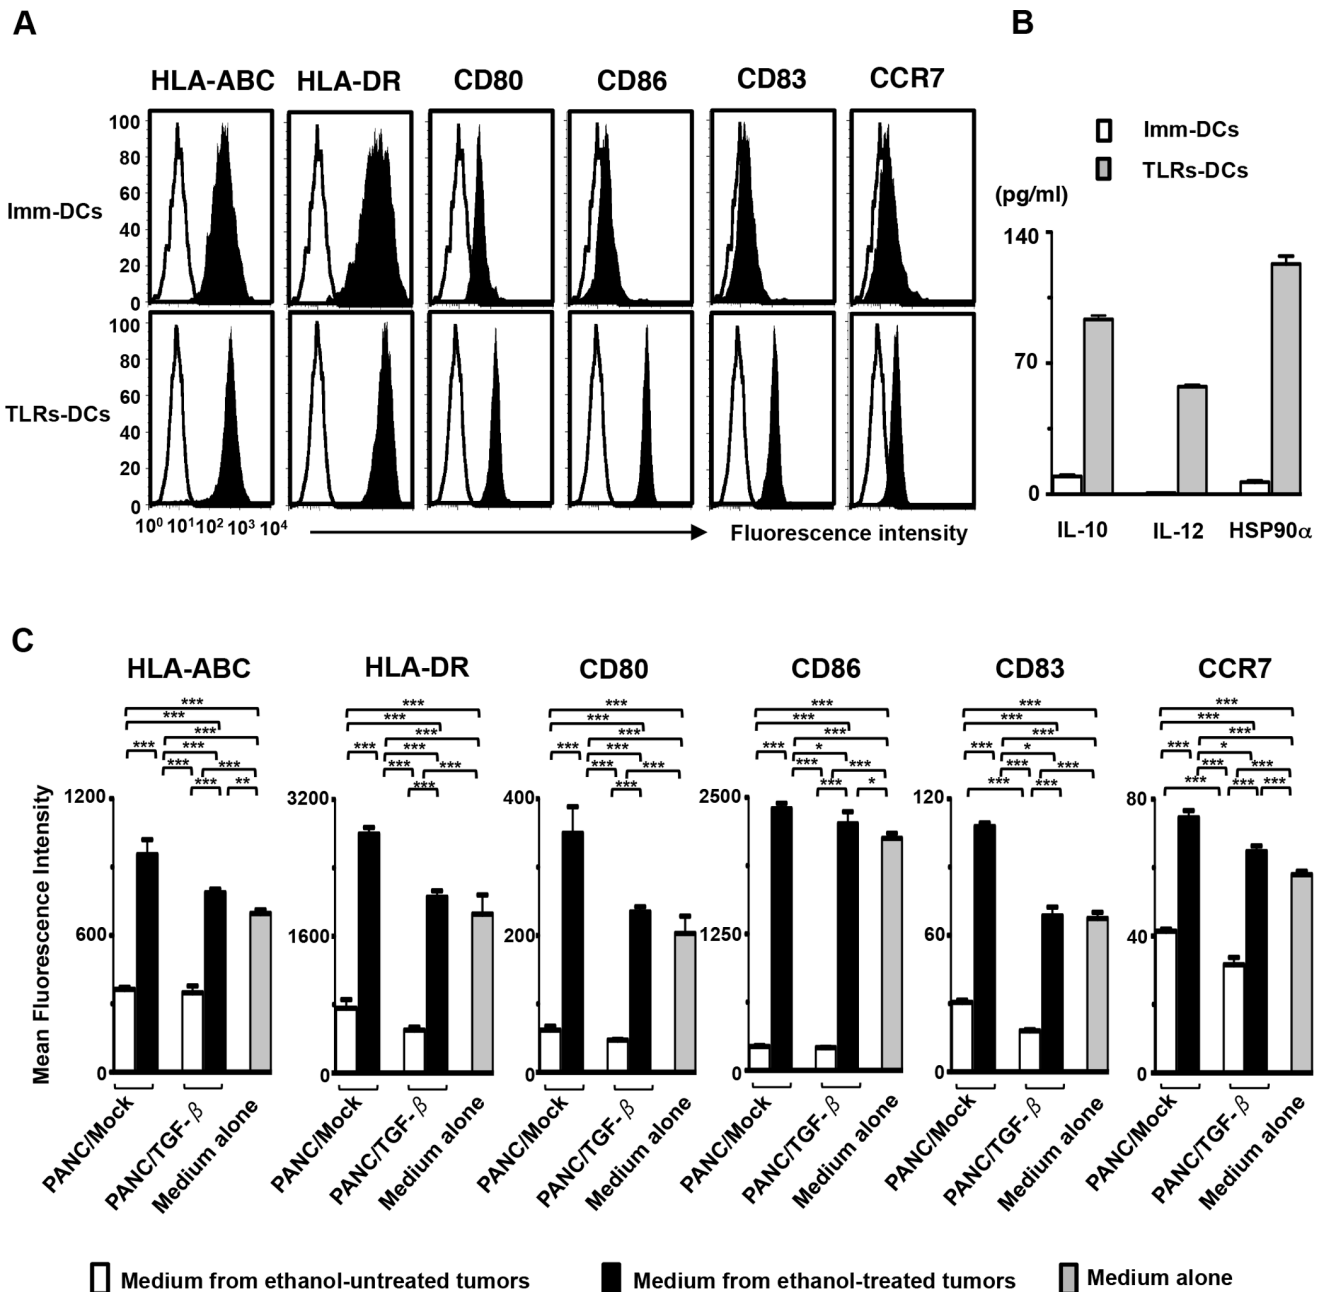 A
B
HLA-ABC HLA-DR CD80 CD86 CD83 CCR7
Imm-DCs
TLRs-DCs
(pg/ml)
100
80
60
40
20
0
Imm-DCs
100
80
60
40
20
0
TLRs-DCs
10⁰ 10¹ 10² 10³ 10⁴
Fluorescence intensity
140
70
0
IL-10 IL-12 HSP90α
C
HLA-ABC HLA-DR CD80 CD86 CD83 CCR7
*** *** *** *** *** *** *** *** **
*** *** *** *** *** *** *** ***
*** *** *** *** *** *** *** ***
*** *** *** *** * *** *** *** *
*** *** *** *** * *** *** *** ***
*** *** *** *** * *** *** *** *** ***
Mean Fluorescence Intensity
1200
600
0
3200
1600
0
400
200
0
2500
1250
0
120
60
0
80
40
0
PANC/Mock PANC/TGF-β Medium alone
PANC/Mock PANC/TGF-β Medium alone
PANC/Mock PANC/TGF-β Medium alone
PANC/Mock PANC/TGF-β Medium alone
PANC/Mock PANC/TGF-β Medium alone
PANC/Mock PANC/TGF-β Medium alone
Medium from ethanol-untreated tumors Medium from ethanol-treated tumors Medium alone